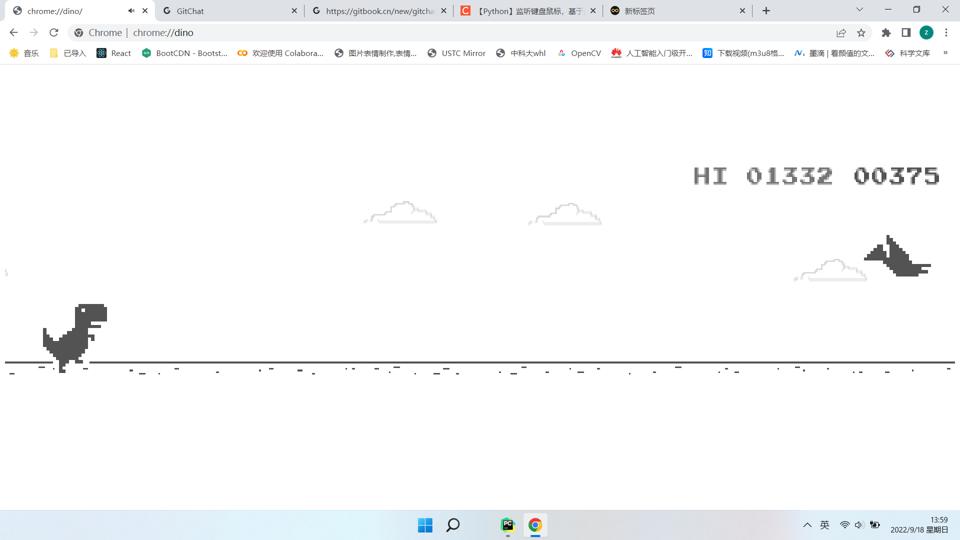 chrome://dino/
GitChat
https://gitbook.cn/new/gitcha
【Python】监听键盘鼠标，基于
新标签页
Chrome | chrome://dino
Z
音乐
已导入
React
BootCDN - Bootst...
欢迎使用 Colabora...
图片表情制作,表情...
USTC Mirror
中科大whl
OpenCV
人工智能入门级开...
下载视频(m3u8格...
墨滴 | 看颜值的文...
科学文库
»
HI 01332 00375
英
13:59
2022/9/18 星期日